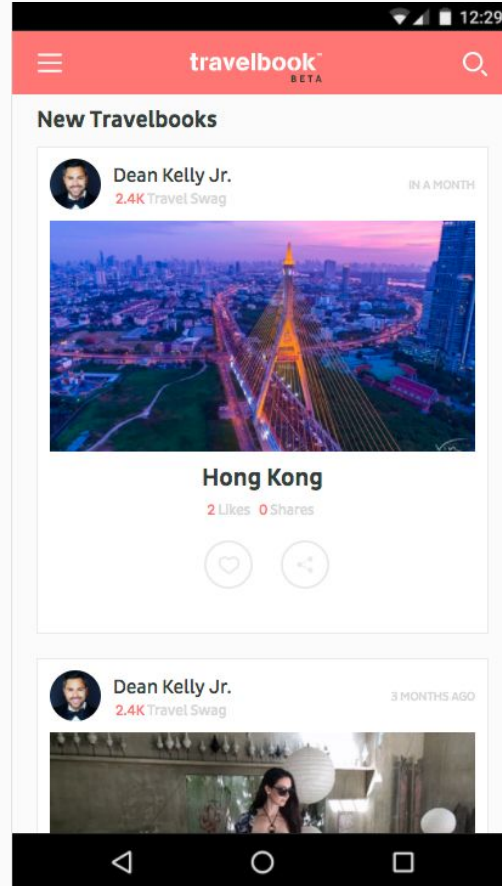 12:29
travelbook™
BETA
New Travelbooks
Dean Kelly Jr.
2.4K Travel Swag
IN A MONTH
Hong Kong
2 Likes 0 Shares
Dean Kelly Jr.
2.4K Travel Swag
3 MONTHS AGO